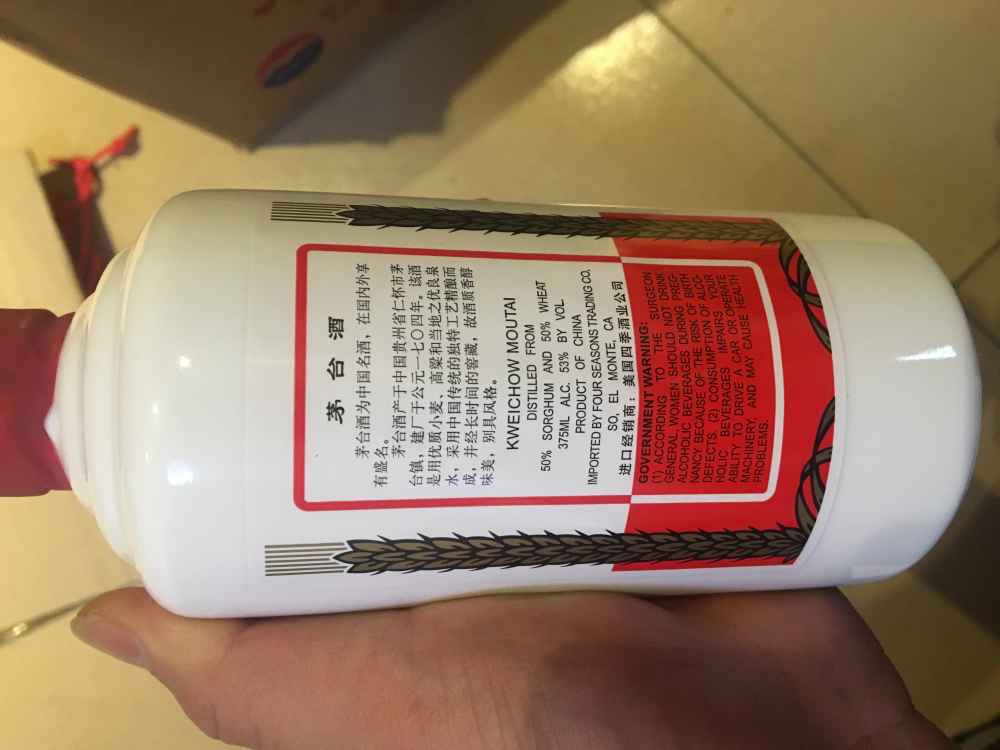 茅台酒
茅台酒为中国名酒，在国内外享
有盛名。
茅台酒产于中国贵州省仁怀市茅
台镇，建厂于公元一七〇四年。该酒
是用优质小麦、高粱和当地之优良泉
水，采用中国传统的独特工艺精酿而
成，并经长时间的窖藏，故酒质香醇
味美，别具风格。
KWEICHOW MOUTAI
DISTILLED FROM
50% SORGHUM AND 50% WHEAT
375ML ALC. 53% BY VOL
PRODUCT OF CHINA
IMPORTED BY FOUR SEASONS TRADING CO.
SO, EL MONTE, CA
进口经销商：美国四季酒业公司
GOVERNMENT WARNING:
(1) ACCORDING TO THE SURGEON
GENERAL, WOMEN SHOULD NOT DRINK
ALCOHOLIC BEVERAGES DURING PREG-
NANCY BECAUSE OF THE RISK OF BIRTH
DEFECTS. (2) CONSUMPTION OF ALCO-
HOLIC BEVERAGES IMPAIRS YOUR
ABILITY TO DRIVE A CAR OR OPERATE
MACHINERY, AND MAY CAUSE HEALTH
PROBLEMS.